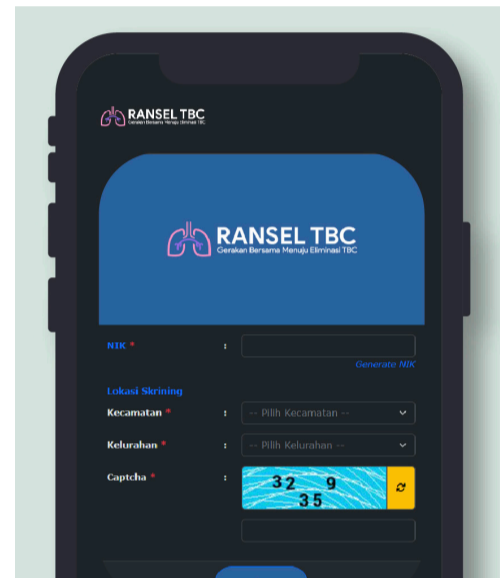 RANSEL TBC
Gerakan Bersama Menuju Eliminasi TBC
RANSEL TBC
Gerakan Bersama Menuju Eliminasi TBC
NIK * :
Generate NIK
Lokasi Skrining
Kecamatan * : -- Pilih Kecamatan --
Kelurahan * : -- Pilih Kelurahan --
Captcha * : 32 9
35